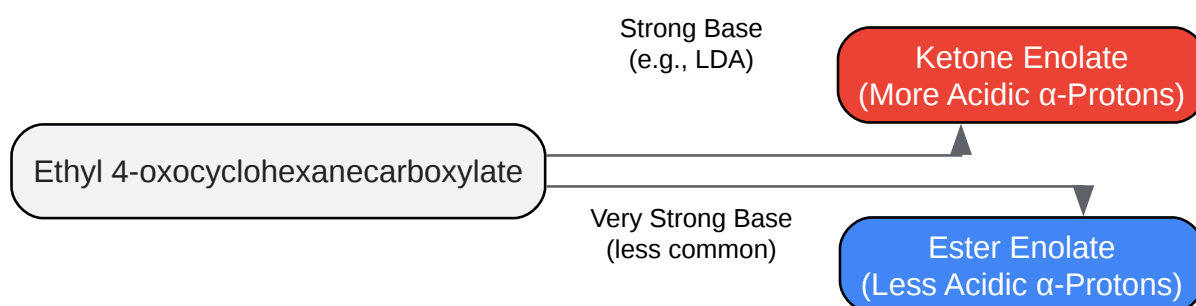 Strong Base
(e.g., LDA)
Ketone Enolate
(More Acidic α-Protons)
Ethyl 4-oxocyclohexanecarboxylate
Very Strong Base
(less common)
Ester Enolate
(Less Acidic α-Protons)